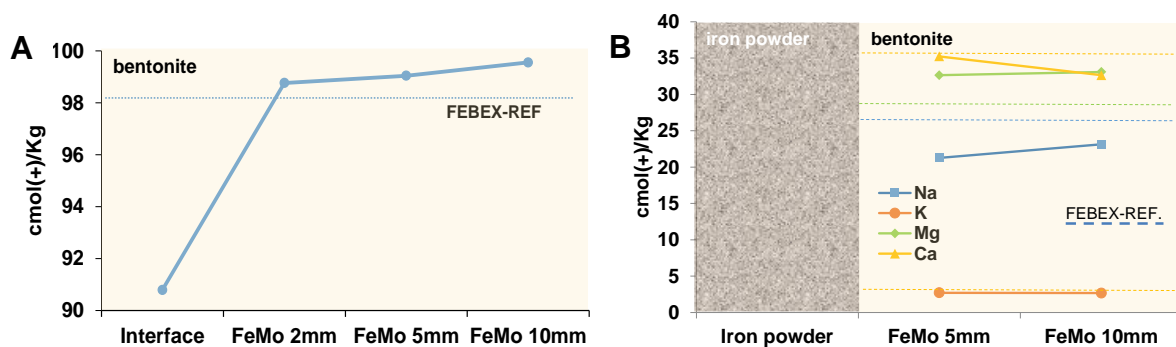 A
cmol(+)/Kg
100
98
96
94
92
90
bentonite
FEBEX-REF
Interface
FeMo 2mm
FeMo 5mm
FeMo 10mm
B
cmol(+)/Kg
40
35
30
25
20
15
10
5
0
iron powder
bentonite
Na
K
Mg
Ca
FEBEX-REF.
Iron powder
FeMo 5mm
FeMo 10mm